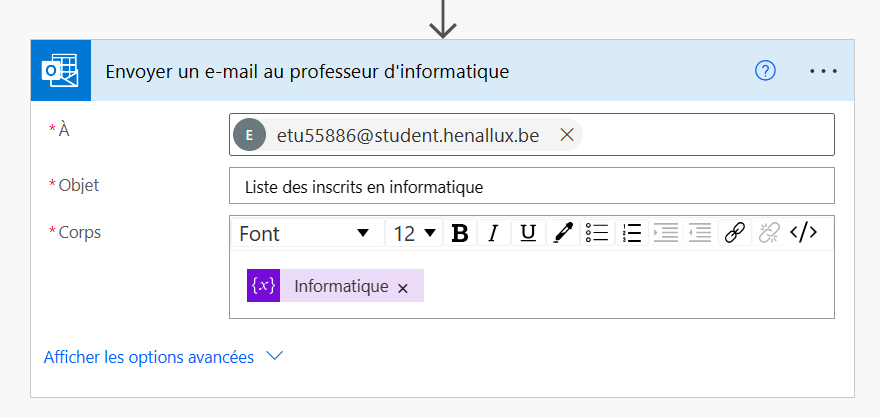 Envoyer un e-mail au professeur d'informatique
* À E etu55886@student.henallux.be
* Objet Liste des inscrits en informatique
* Corps Font 12 B I U </>
{x} Informatique ×
Afficher les options avancées